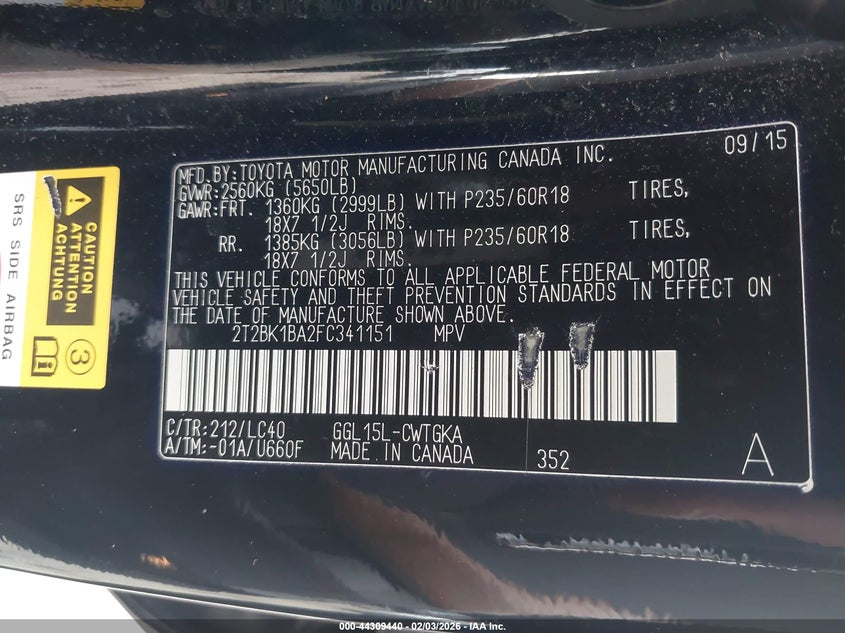 MFD.BY:TOYOTA MOTOR MANUFACTURING CANADA INC. 09/15
GVWR:2560KG (5650LB)
GAWR:FRT. 1360KG (2999LB) WITH P235/60R18 TIRES,
18X7 1/2J RIMS.
RR. 1385KG (3056LB) WITH P235/60R18 TIRES,
18X7 1/2J RIMS.
THIS VEHICLE CONFORMS TO ALL APPLICABLE FEDERAL MOTOR
VEHICLE SAFETY AND THEFT PREVENTION STANDARDS IN EFFECT ON
THE DATE OF MANUFACTURE SHOWN ABOVE.
2T2BK1BA2FC341151 MPV
C/TR:212/LC40 GGL15L-CWTGKA
A/TM:-01A/U660F MADE IN CANADA 352 A
CAUTION
ATTENTION
ACHTUNG
3
SRS SIDE AIRBAG
000-44309440 - 02/03/2026 - IAA Inc.